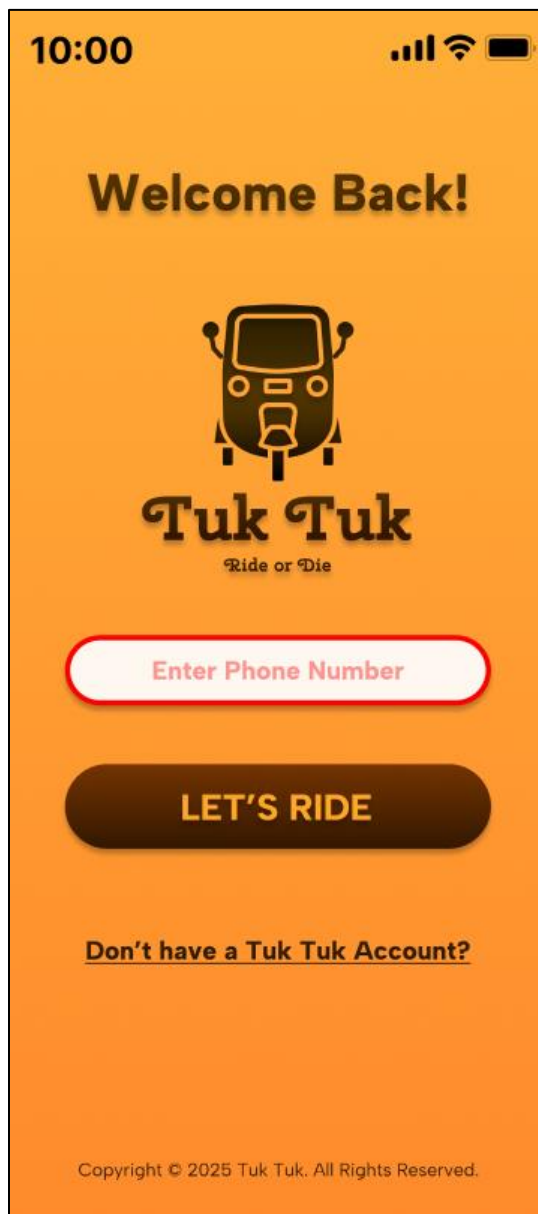 10:00
Welcome Back!
Tuk Tuk
Ride or Die
Enter Phone Number
LET’S RIDE
Don’t have a Tuk Tuk Account?
Copyright © 2025 Tuk Tuk. All Rights Reserved.